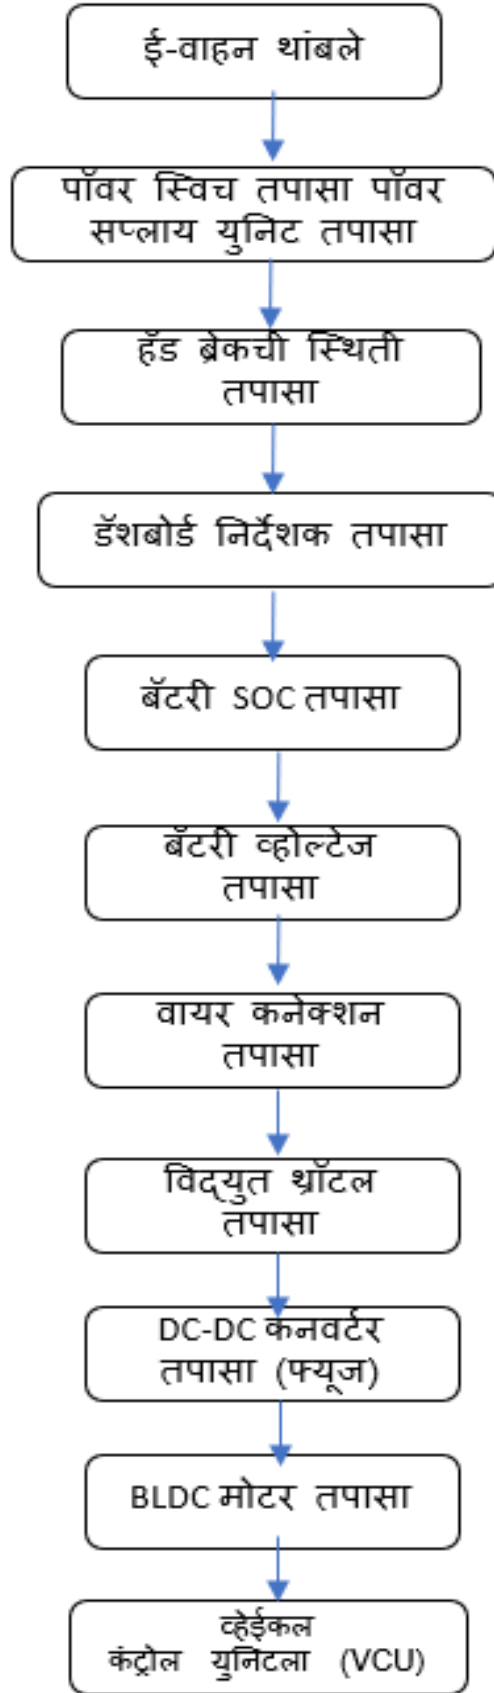 ई-वाहन थांबले
पॉवर स्विच तपासा पॉवर
सप्लाय युनिट तपासा
हँड ब्रेकची स्थिती
तपासा
डॅशबोर्ड निर्देशक तपासा
बॅटरी SOC तपासा
बॅटरी व्होल्टेज
तपासा
वायर कनेक्शन
तपासा
विद्युत थ्रॉटल
तपासा
DC-DC कनवर्टर
तपासा (फ्यूज)
BLDC मोटर तपासा
व्हेईकल
कंट्रोल युनिटला (VCU)